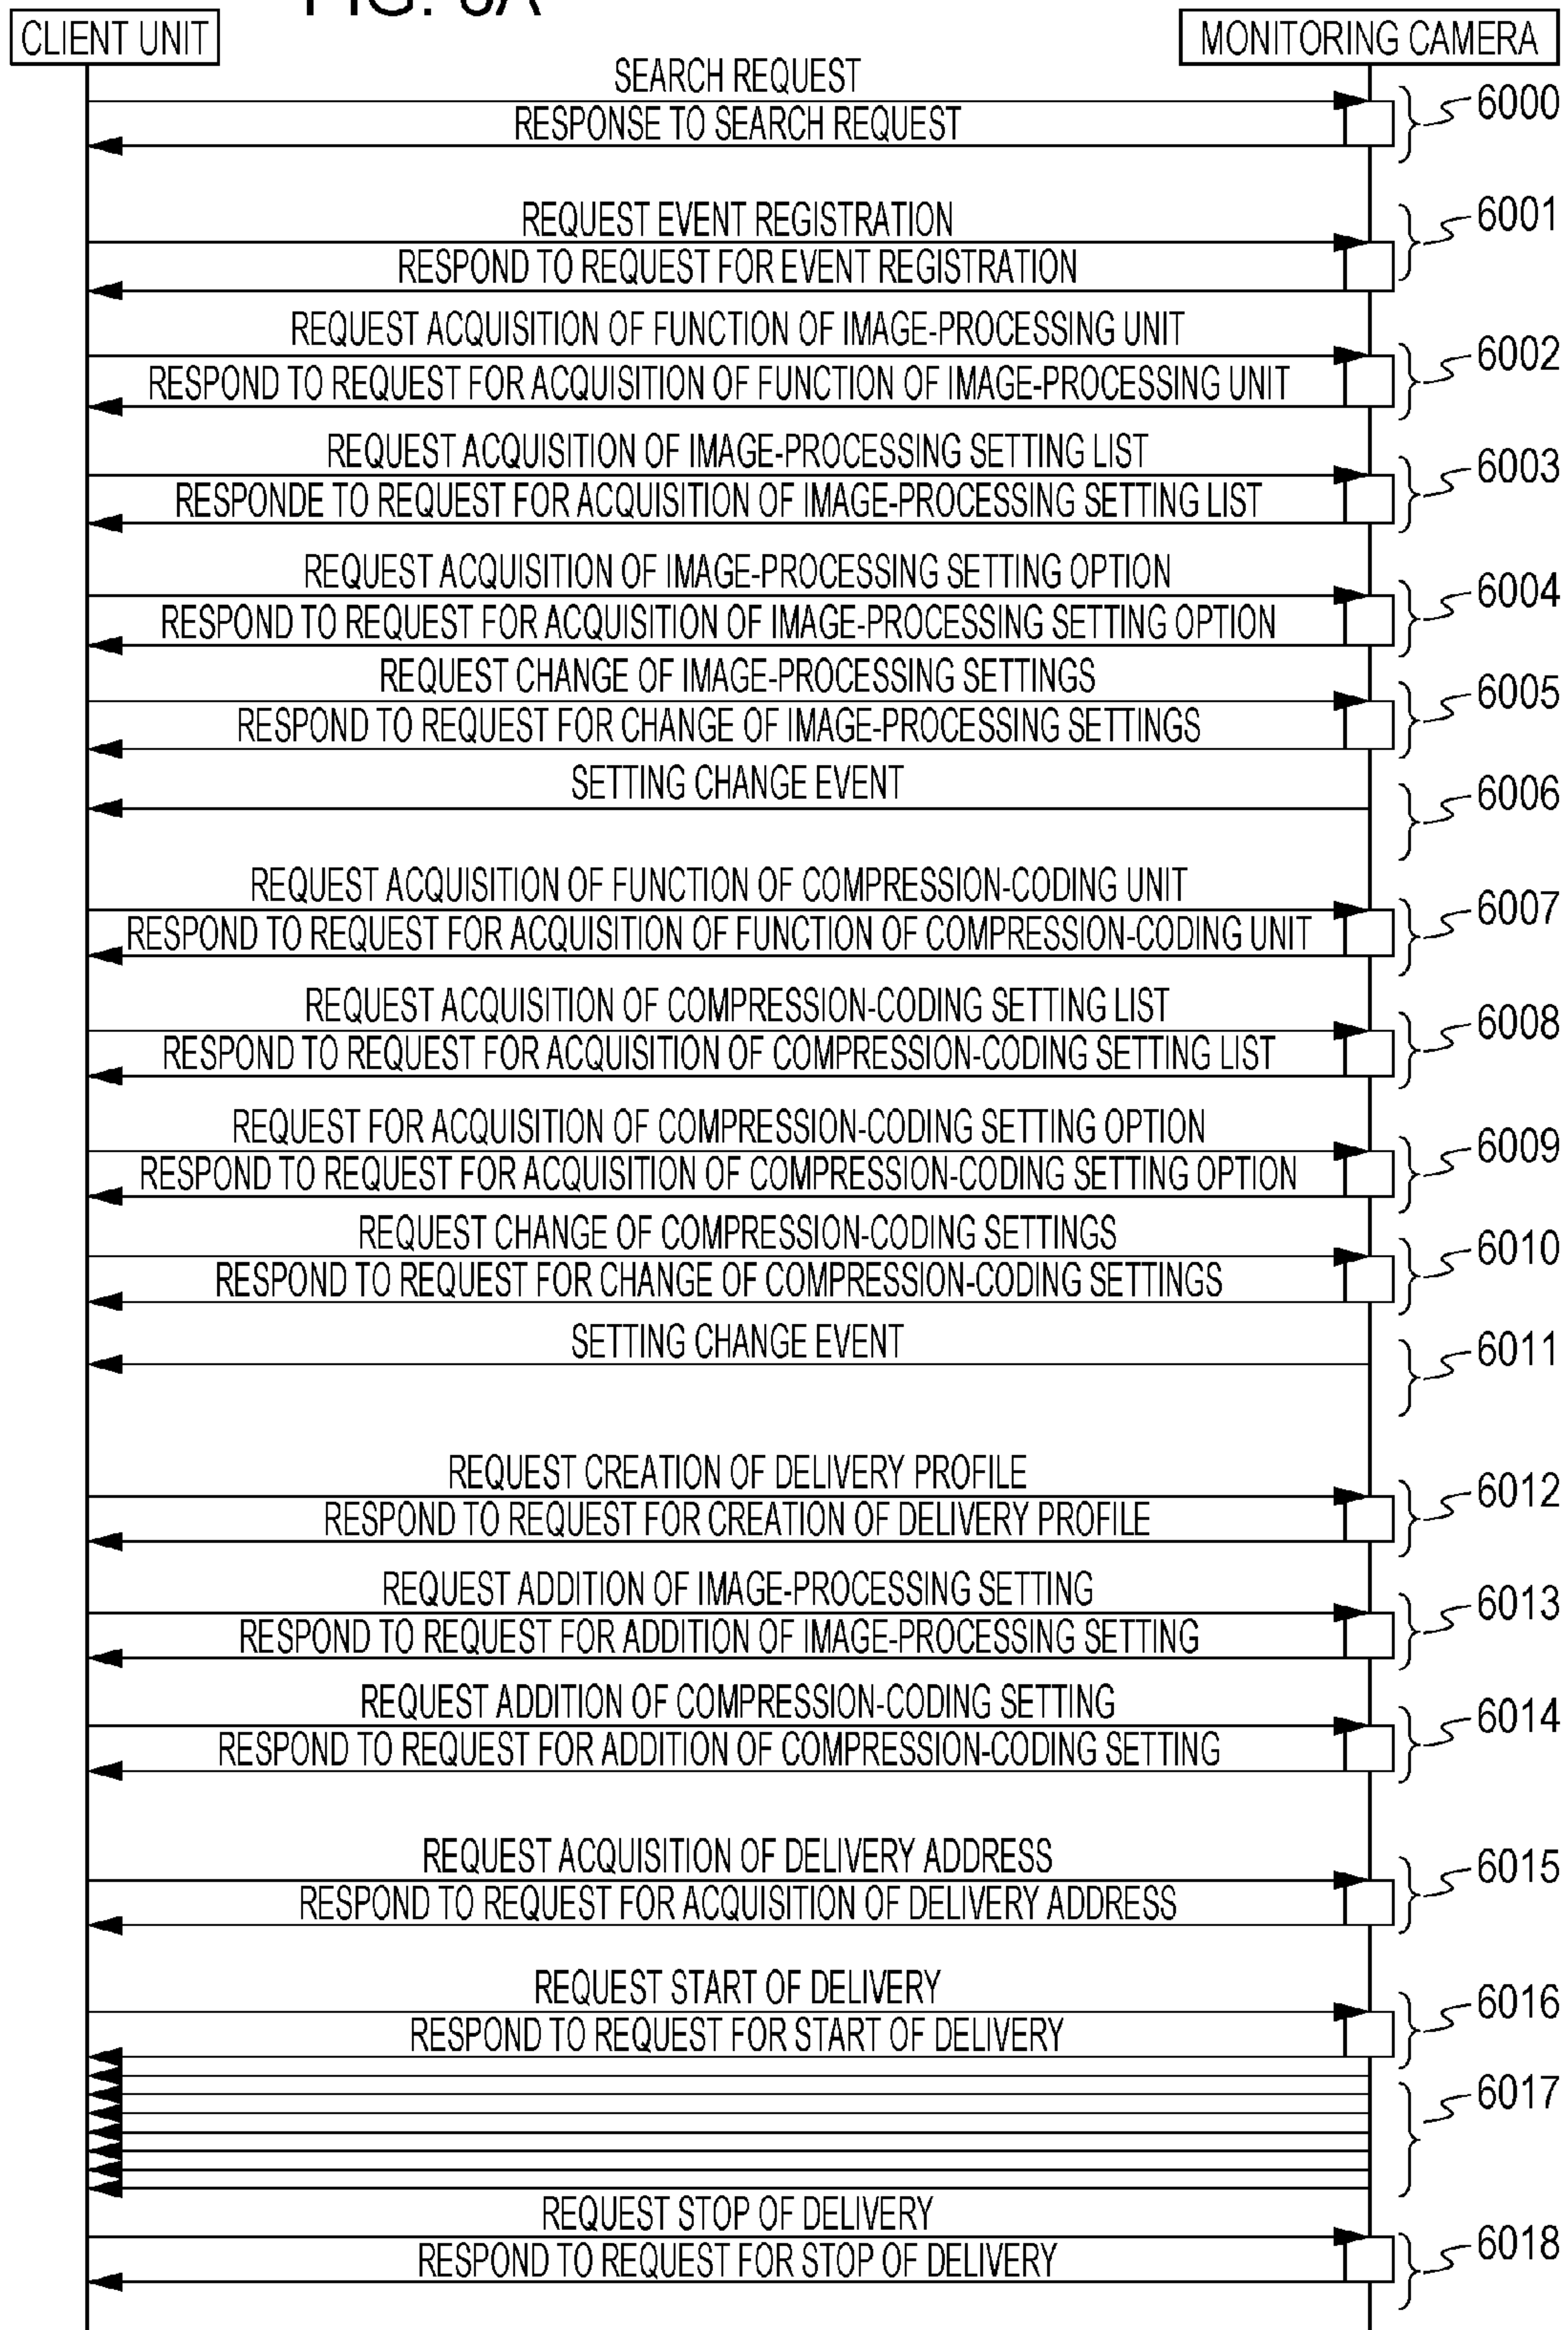 CLIENT UNIT
MONITORING CAMERA
SEARCH REQUEST
6000
RESPONSE TO SEARCH REQUEST
REQUEST EVENT REGISTRATION
6001
RESPOND TO REQUEST FOR EVENT REGISTRATION
REQUEST ACQUISITION OF FUNCTION OF IMAGE-PROCESSING UNIT
6002
RESPOND TO REQUEST FOR ACQUISITION OF FUNCTION OF IMAGE-PROCESSING UNIT
REQUEST ACQUISITION OF IMAGE-PROCESSING SETTING LIST
6003
RESPONDE TO REQUEST FOR ACQUISITION OF IMAGE-PROCESSING SETTING LIST
REQUEST ACQUISITION OF IMAGE-PROCESSING SETTING OPTION
6004
RESPOND TO REQUEST FOR ACQUISITION OF IMAGE-PROCESSING SETTING OPTION
REQUEST CHANGE OF IMAGE-PROCESSING SETTINGS
6005
RESPOND TO REQUEST FOR CHANGE OF IMAGE-PROCESSING SETTINGS
SETTING CHANGE EVENT
6006
REQUEST ACQUISITION OF FUNCTION OF COMPRESSION-CODING UNIT
6007
RESPOND TO REQUEST FOR ACQUISITION OF FUNCTION OF COMPRESSION-CODING UNIT
REQUEST ACQUISITION OF COMPRESSION-CODING SETTING LIST
6008
RESPOND TO REQUEST FOR ACQUISITION OF COMPRESSION-CODING SETTING LIST
REQUEST FOR ACQUISITION OF COMPRESSION-CODING SETTING OPTION
6009
RESPOND TO REQUEST FOR ACQUISITION OF COMPRESSION-CODING SETTING OPTION
REQUEST CHANGE OF COMPRESSION-CODING SETTINGS
6010
RESPOND TO REQUEST FOR CHANGE OF COMPRESSION-CODING SETTINGS
SETTING CHANGE EVENT
6011
REQUEST CREATION OF DELIVERY PROFILE
6012
RESPOND TO REQUEST FOR CREATION OF DELIVERY PROFILE
REQUEST ADDITION OF IMAGE-PROCESSING SETTING
6013
RESPOND TO REQUEST FOR ADDITION OF IMAGE-PROCESSING SETTING
REQUEST ADDITION OF COMPRESSION-CODING SETTING
6014
RESPOND TO REQUEST FOR ADDITION OF COMPRESSION-CODING SETTING
REQUEST ACQUISITION OF DELIVERY ADDRESS
6015
RESPOND TO REQUEST FOR ACQUISITION OF DELIVERY ADDRESS
REQUEST START OF DELIVERY
6016
RESPOND TO REQUEST FOR START OF DELIVERY
6017
REQUEST STOP OF DELIVERY
6018
RESPOND TO REQUEST FOR STOP OF DELIVERY